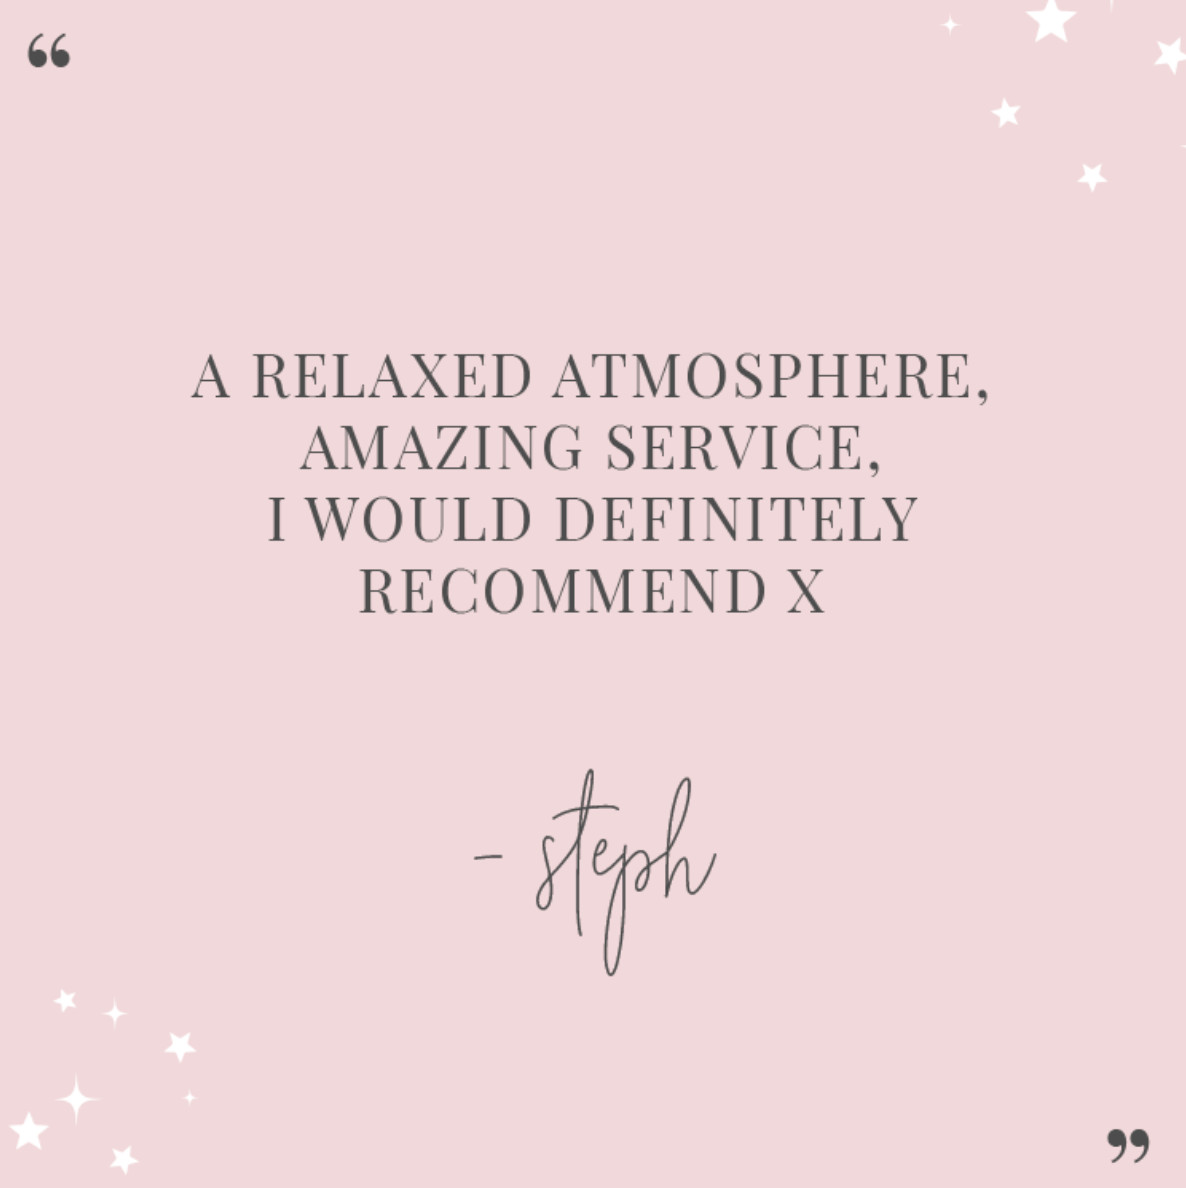 “
A RELAXED ATMOSPHERE,
AMAZING SERVICE,
I WOULD DEFINITELY
RECOMMEND X
- steph
”